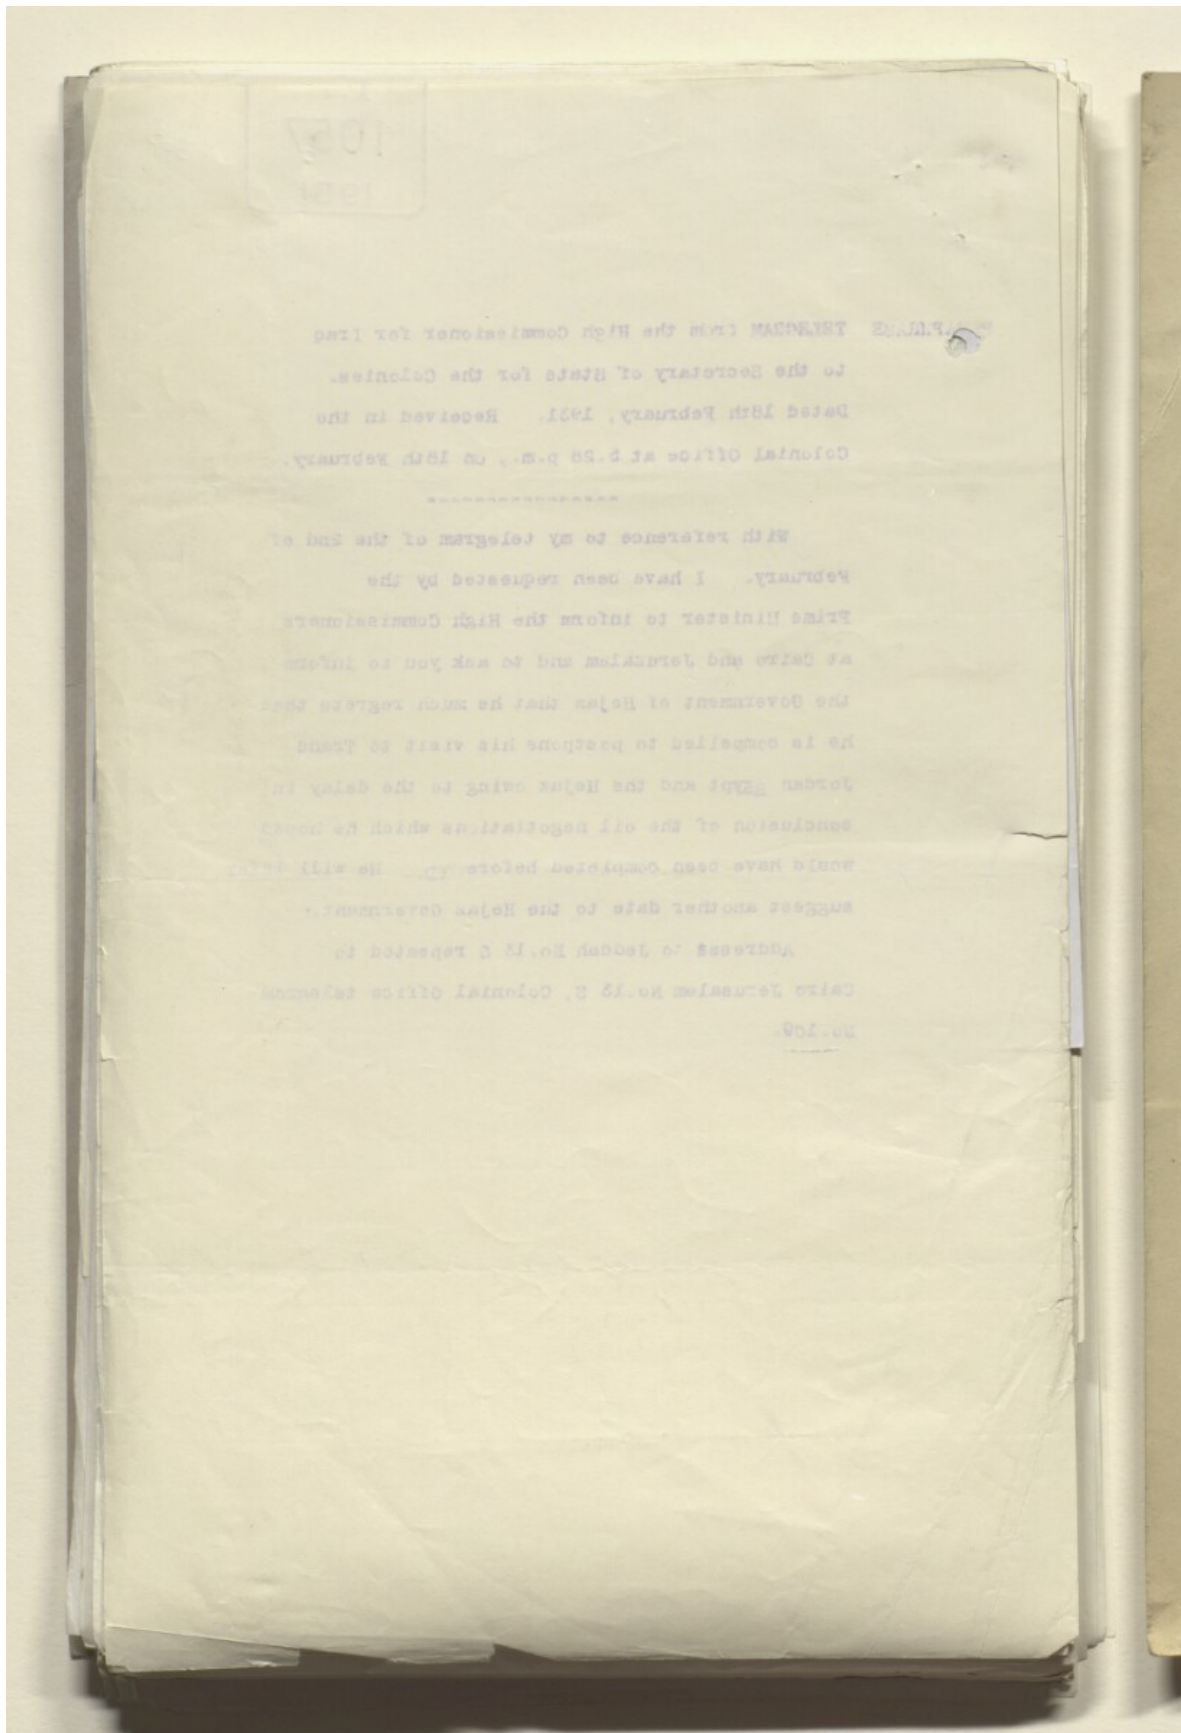 1057
1931
TELEGRAM from the High Commissioner for Iraq
to the Secretary of State for the Colonies.
Dated 18th February, 1931. Received in the
Colonial Office at 5.28 p.m., on 18th February.
-----------------
With reference to my telegram of the 2nd of
February. I have been requested by the
Prime Minister to inform the High Commissioners
at Cairo and Jerusalem and to ask you to inform
the Government of Hejaz that he much regrets that
he is compelled to postpone his visit to Trans
Jordan Egypt and the Hejaz owing to the delay in
conclusion of the oil negotiations which he hoped
would have been completed before He will later
suggest another date to the Hejaz Government.
Address to Jeddah No.13 S repeated to
Cairo Jerusalem No.13 S, Colonial Office telegram
No.109.